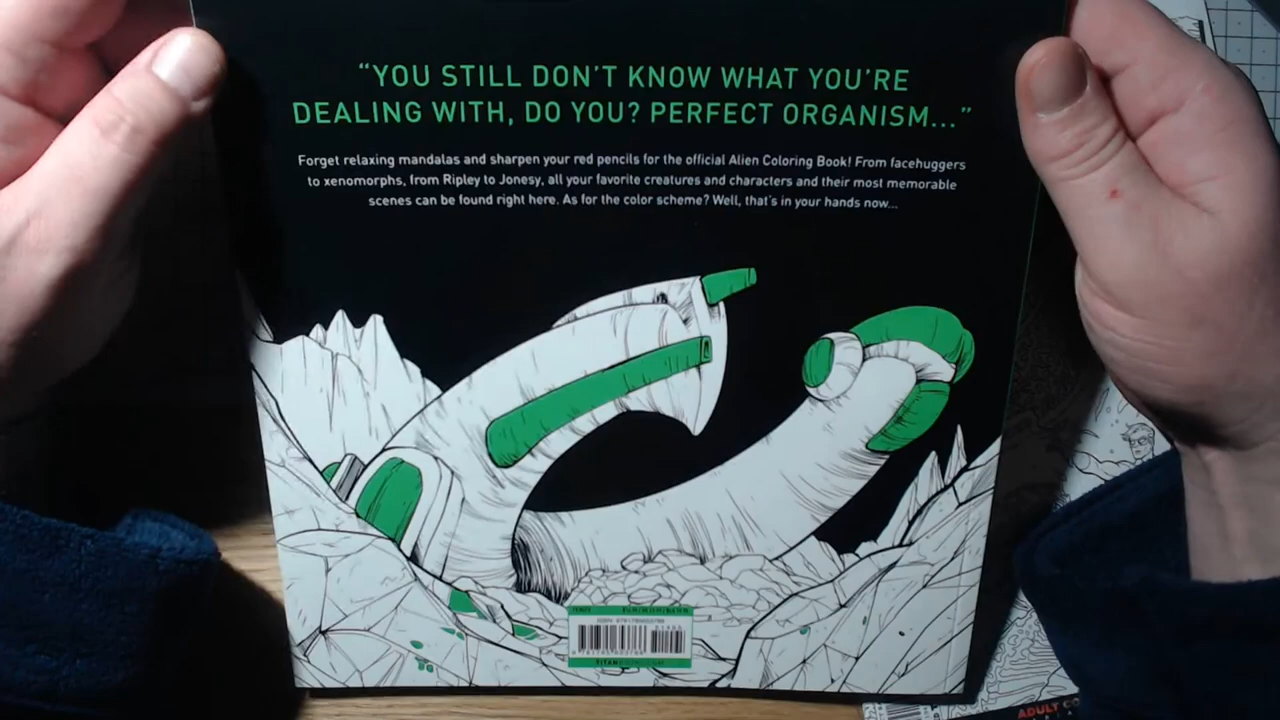 “YOU STILL DON’T KNOW WHAT YOU’RE
DEALING WITH, DO YOU? PERFECT ORGANISM...”
Forget relaxing mandalas and sharpen your red pencils for the official Alien Coloring Book! From facehuggers
to xenomorphs, from Ripley to Jonesy, all your favorite creatures and characters and their most memorable
scenes can be found right here. As for the color scheme? Well, that’s in your hands now...
TITAN
ADULT CO